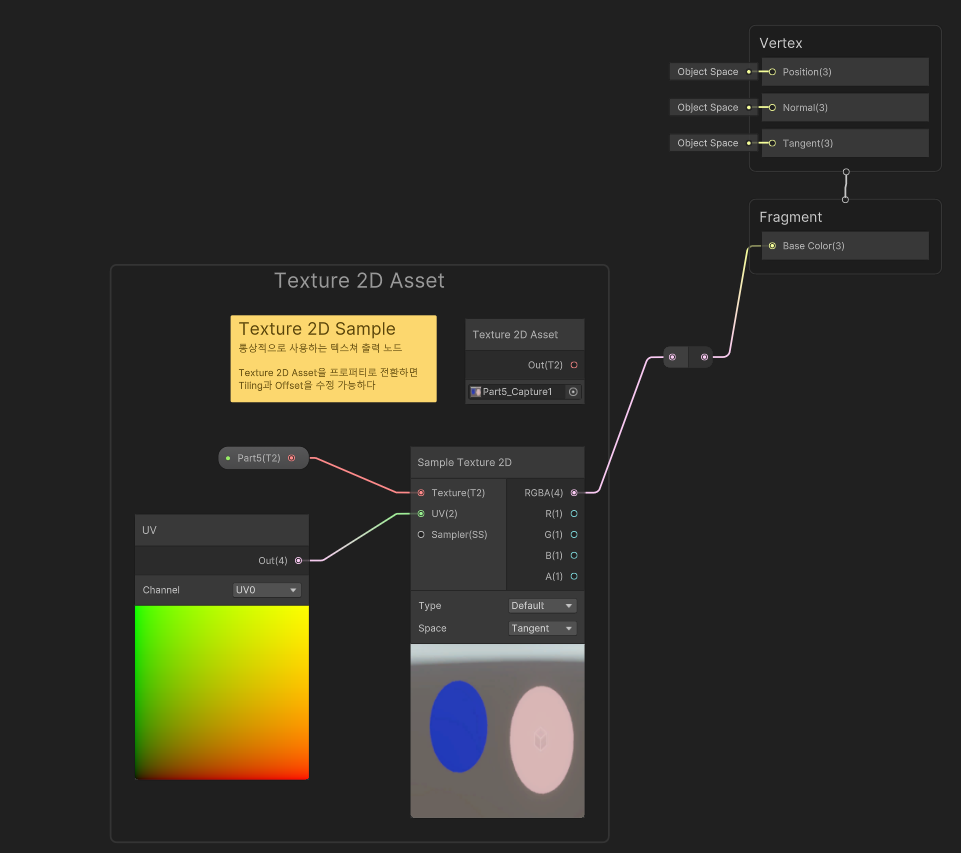 Vertex
Object Space
Position(3)
Object Space
Normal(3)
Object Space
Tangent(3)
Fragment
Base Color(3)
Texture 2D Asset
Texture 2D Sample
통상적으로 사용하는 텍스쳐 출력 노드
Texture 2D Asset을 프로퍼티로 전환하면
Tiling과 Offset을 수정 가능하다
Texture 2D Asset
Out(T2)
Part5_Capture1
Part5(T2)
Sample Texture 2D
Texture(T2)
RGBA(4)
UV(2)
R(1)
Sampler(SS)
G(1)
B(1)
A(1)
Type
Default
Space
Tangent
UV
Out(4)
Channel
UV0